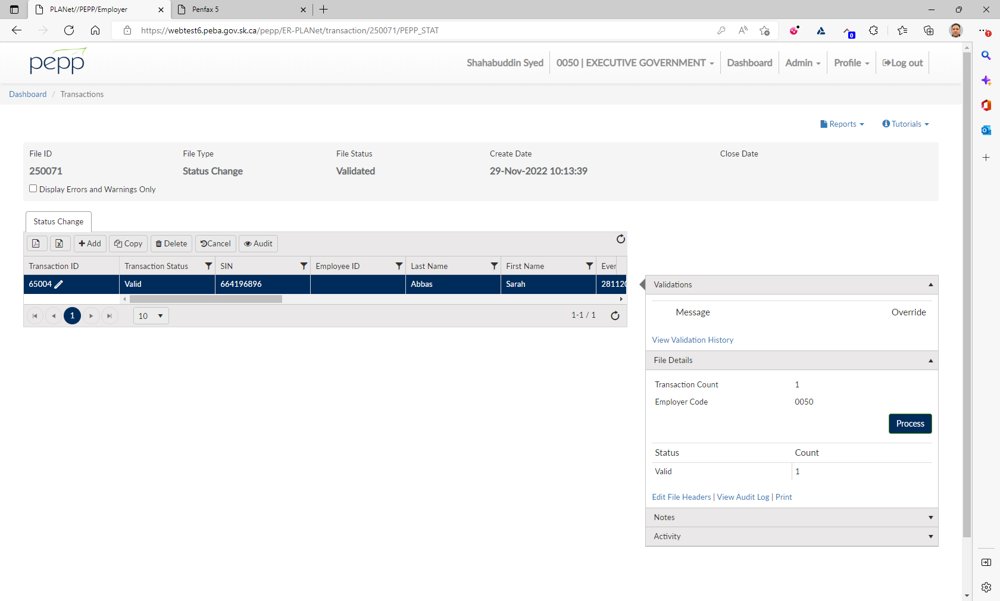 PLANet//PEPP/Employer
Penfax 5
https://webtest6.peba.gov.sk.ca/pepp/ER-PLANet/transaction/250071/PEPP_STAT
0
pepp
Shahabuddin Syed
0050 | EXECUTIVE GOVERNMENT
Dashboard
Admin
Profile
Log out
Dashboard / Transactions
Reports
Tutorials
File ID
File Type
File Status
Create Date
Close Date
250071
Status Change
Validated
29-Nov-2022 10:13:39
Display Errors and Warnings Only
Status Change
Add
Copy
Delete
Cancel
Audit
Transaction ID
Transaction Status
SIN
Employee ID
Last Name
First Name
Ever
65004
Valid
664196896
Abbas
Sarah
281120
1
10
1-1 / 1
Validations
Message
Override
View Validation History
File Details
Transaction Count 1
Employer Code 0050
Process
Status Count
Valid 1
Edit File Headers | View Audit Log | Print
Notes
Activity